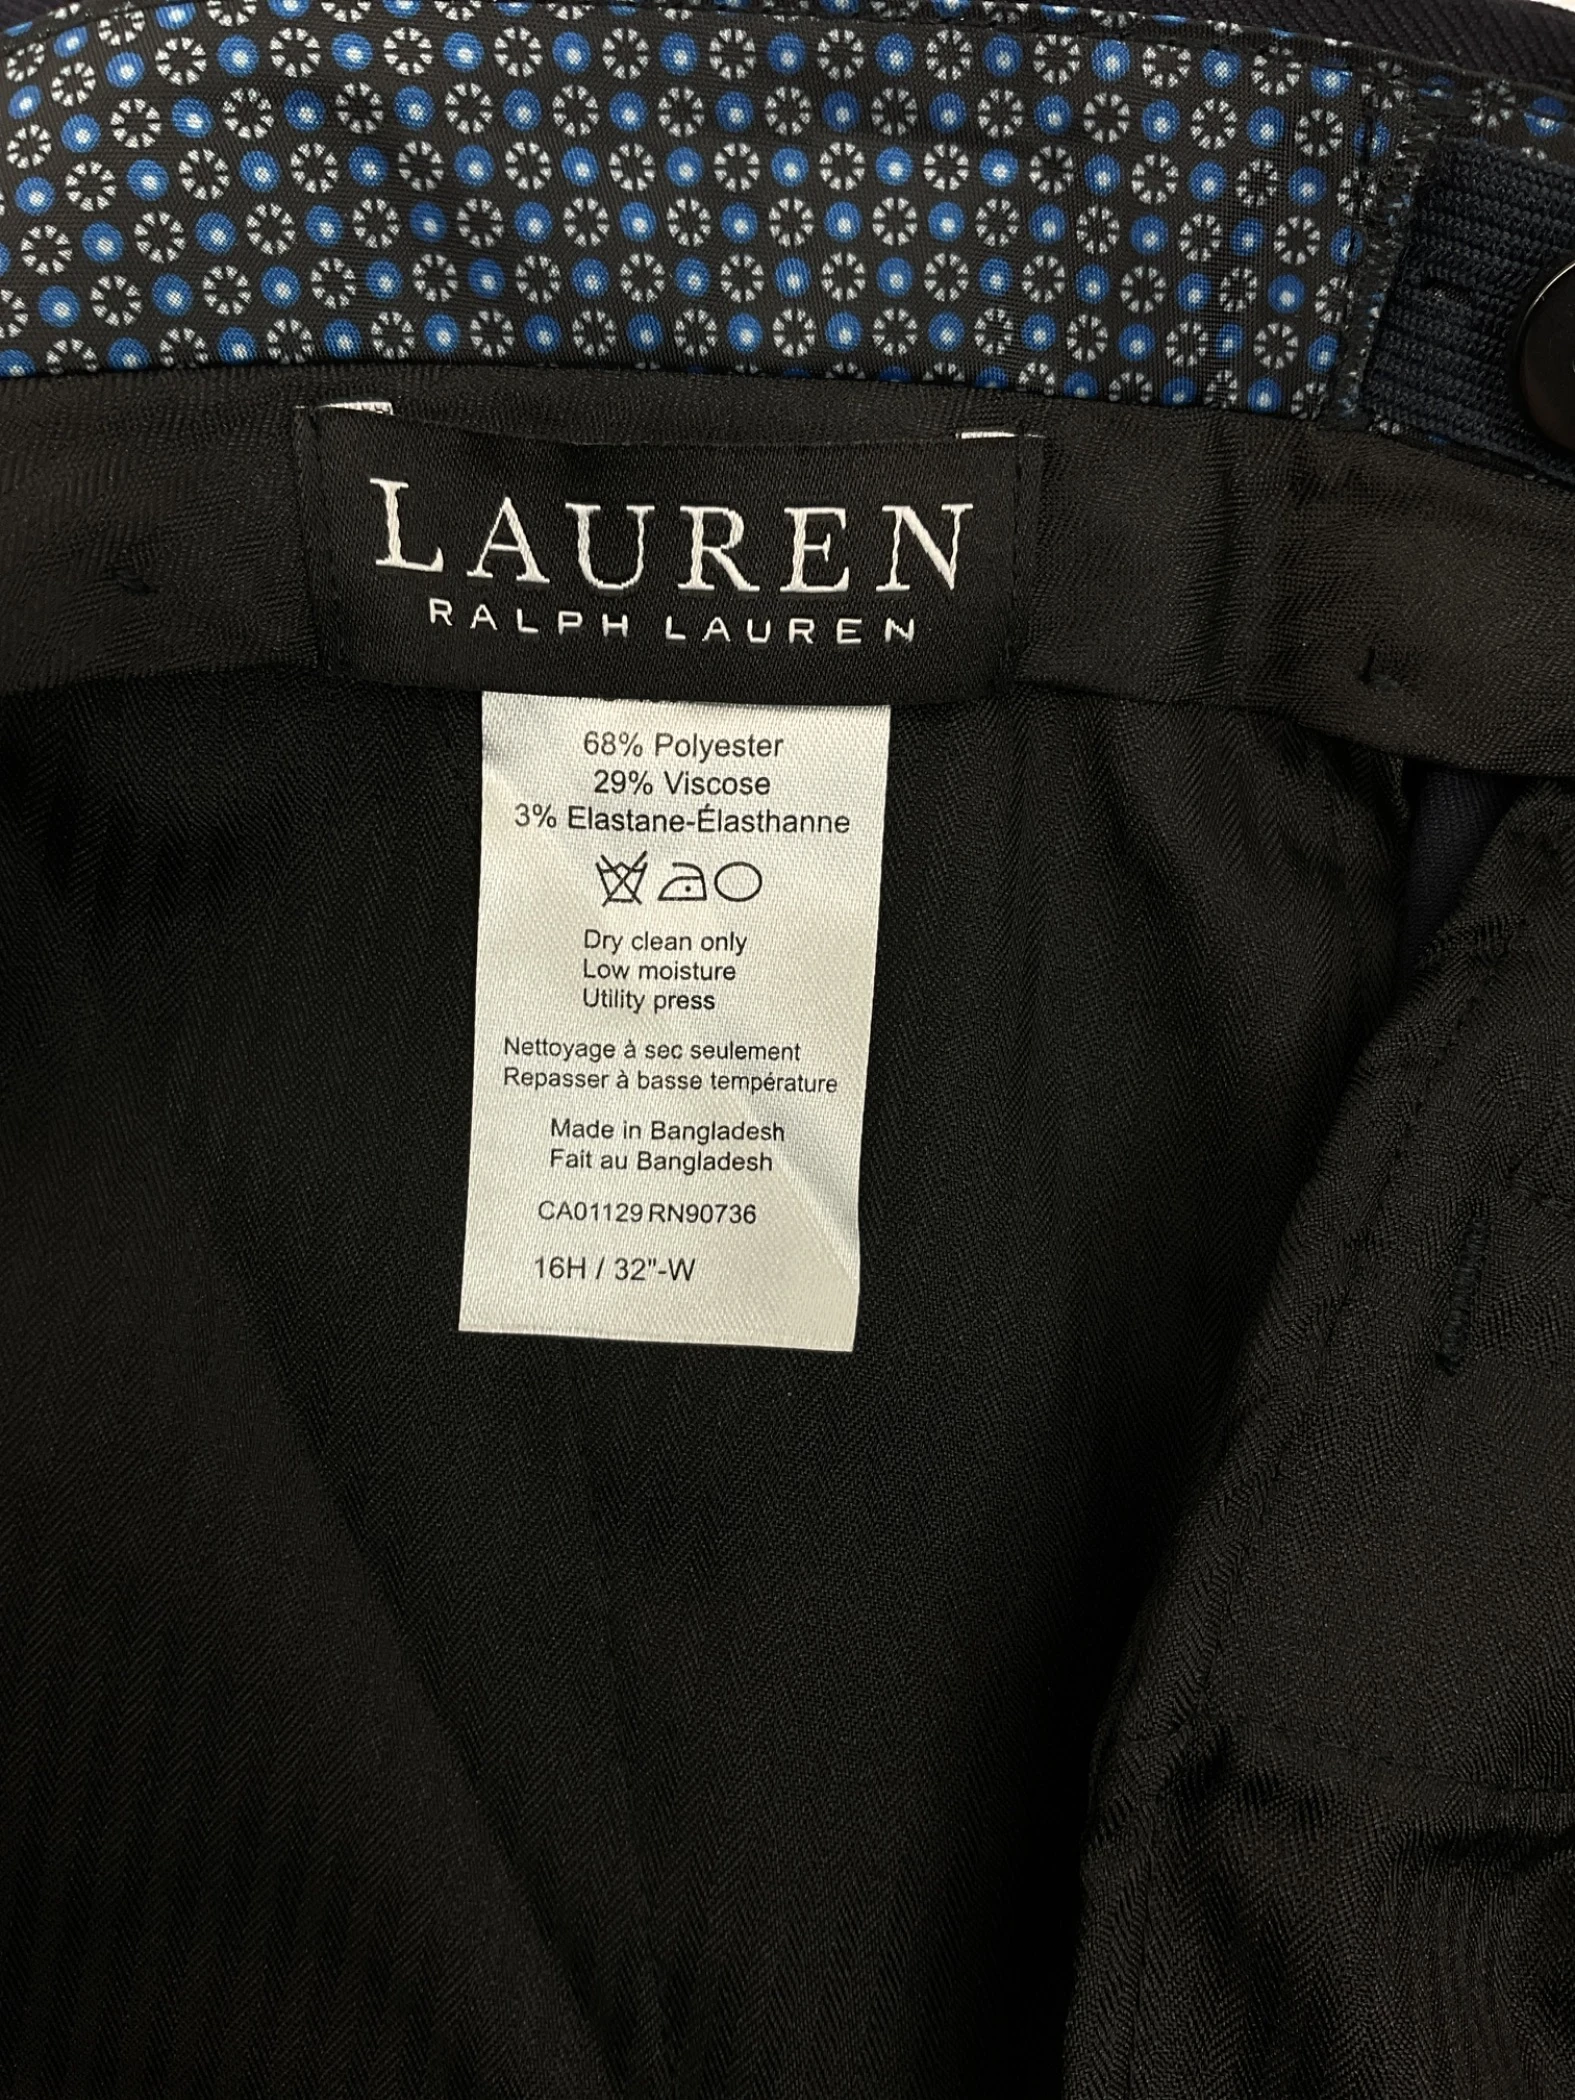 LAUREN
RALPH LAUREN
68% Polyester
29% Viscose
3% Elastane-Élasthanne
Dry clean only
Low moisture
Utility press
Nettoyage à sec seulement
Repasser à basse température
Made in Bangladesh
Fait au Bangladesh
CA01129 RN90736
16H / 32"-W